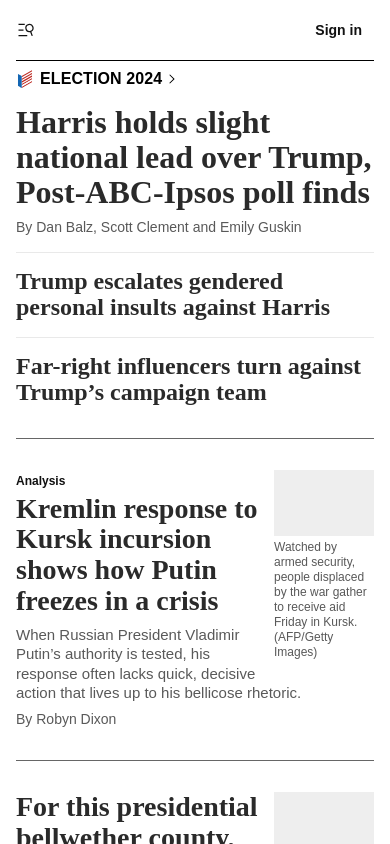 Sign in
ELECTION 2024
Harris holds slight
national lead over Trump,
Post-ABC-Ipsos poll finds
By Dan Balz, Scott Clement and Emily Guskin
Trump escalates gendered
personal insults against Harris
Far-right influencers turn against
Trump’s campaign team
Analysis
Kremlin response to
Kursk incursion
shows how Putin
freezes in a crisis
When Russian President Vladimir
Putin’s authority is tested, his
response often lacks quick, decisive
action that lives up to his bellicose rhetoric.
By Robyn Dixon
Watched by
armed security,
people displaced
by the war gather
to receive aid
Friday in Kursk.
(AFP/Getty
Images)
For this presidential
bellwether county,